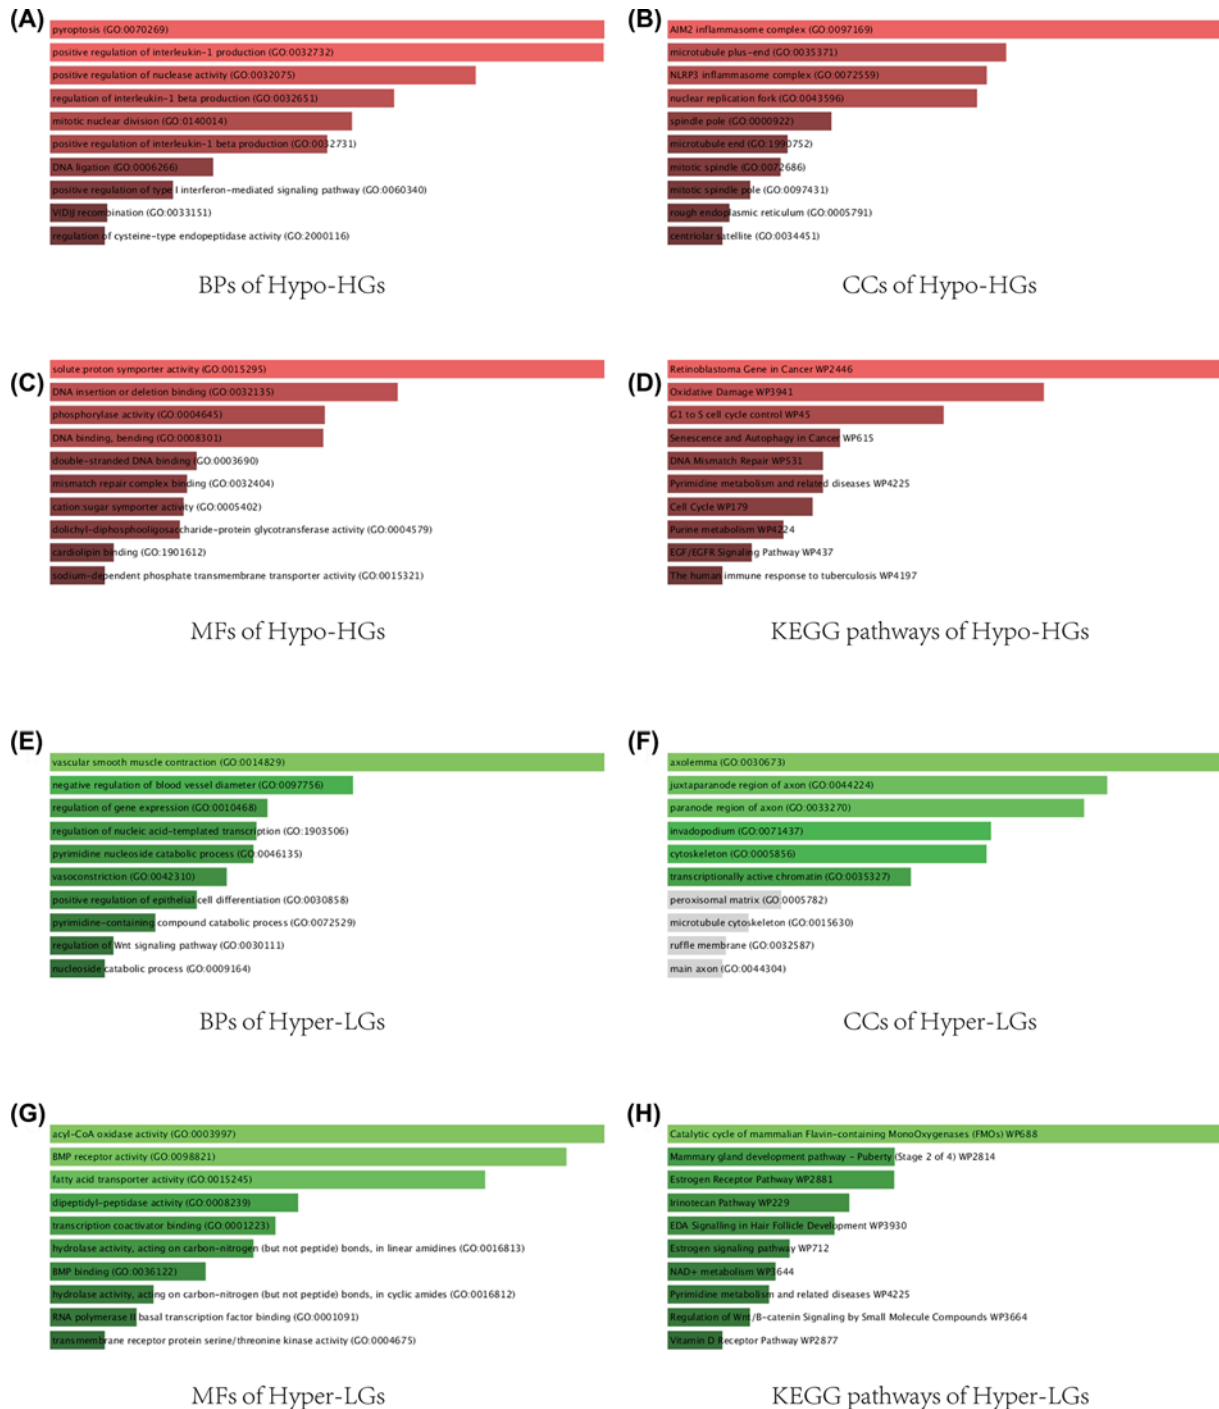 (A)
pyroptosis (GO:0070269)
positive regulation of interleukin-1 production (GO:0032732)
positive regulation of nuclease activity (GO:0032075)
regulation of interleukin-1 beta production (GO:0032651)
mitotic nuclear division (GO:0140014)
positive regulation of interleukin-1 beta production (GO:0032731)
DNA ligation (GO:0006266)
positive regulation of type I interferon-mediated signaling pathway (GO:0060340)
V(D)J recombination (GO:0033151)
regulation of cysteine-type endopeptidase activity (GO:2000116)
BPs of Hypo-HGs
(B)
AIM2 inflammasome complex (GO:0097169)
microtubule plus-end (GO:0035371)
NLRP3 inflammasome complex (GO:0072559)
nuclear replication fork (GO:0043596)
spindle pole (GO:0000922)
microtubule end (GO:1990752)
mitotic spindle (GO:0072686)
mitotic spindle pole (GO:0097431)
rough endoplasmic reticulum (GO:0005791)
centriolar satellite (GO:0034451)
CCs of Hypo-HGs
(C)
solute:proton symporter activity (GO:0015295)
DNA insertion or deletion binding (GO:0032135)
phosphorylase activity (GO:0004645)
DNA binding, bending (GO:0008301)
double-stranded DNA binding (GO:0003690)
mismatch repair complex binding (GO:0032404)
cation:sugar symporter activity (GO:0005402)
dolichyl-diphosphooligosaccharide-protein glycotransferase activity (GO:0004579)
cardiolipin binding (GO:1901612)
sodium-dependent phosphate transmembrane transporter activity (GO:0015321)
MFs of Hypo-HGs
(D)
Retinoblastoma Gene in Cancer WP2446
Oxidative Damage WP3941
G1 to S cell cycle control WP45
Senescence and Autophagy in Cancer WP615
DNA Mismatch Repair WP531
Pyrimidine metabolism and related diseases WP4225
Cell Cycle WP179
Purine metabolism WP4224
EGF/EGFR Signaling Pathway WP437
The human immune response to tuberculosis WP4197
KEGG pathways of Hypo-HGs
(E)
vascular smooth muscle contraction (GO:0014829)
negative regulation of blood vessel diameter (GO:0097756)
regulation of gene expression (GO:0010468)
regulation of nucleic acid-templated transcription (GO:1903506)
pyrimidine nucleoside catabolic process (GO:0046135)
vasoconstriction (GO:0042310)
positive regulation of epithelial cell differentiation (GO:0030858)
pyrimidine-containing compound catabolic process (GO:0072529)
regulation of Wnt signaling pathway (GO:0030111)
nucleoside catabolic process (GO:0009164)
BPs of Hyper-LGs
(F)
axolemma (GO:0030673)
juxtaparanode region of axon (GO:0044224)
paranode region of axon (GO:0033270)
invadopodium (GO:0071437)
cytoskeleton (GO:0005856)
transcriptionally active chromatin (GO:0035327)
peroxisomal matrix (GO:0005782)
microtubule cytoskeleton (GO:0015630)
ruffle membrane (GO:0032587)
main axon (GO:0044304)
CCs of Hyper-LGs
(G)
acyl-CoA oxidase activity (GO:0003997)
BMP receptor activity (GO:0098821)
fatty acid transporter activity (GO:0015245)
dipeptidyl-peptidase activity (GO:0008239)
transcription coactivator binding (GO:0001223)
hydrolase activity, acting on carbon-nitrogen (but not peptide) bonds, in linear amidines (GO:0016813)
BMP binding (GO:0036122)
hydrolase activity, acting on carbon-nitrogen (but not peptide) bonds, in cyclic amides (GO:0016812)
RNA polymerase II basal transcription factor binding (GO:0001091)
transmembrane receptor protein serine/threonine kinase activity (GO:0004675)
MFs of Hyper-LGs
(H)
Catalytic cycle of mammalian Flavin-containing MonoOxygenases (FMOs) WP688
Mammary gland development pathway - Puberty (Stage 2 of 4) WP2814
Estrogen Receptor Pathway WP2881
Irinotecan Pathway WP229
EDA Signalling in Hair Follicle Development WP3930
Estrogen signaling pathway WP712
NAD+ metabolism WP3644
Pyrimidine metabolism and related diseases WP4225
Regulation of Wnt/B-catenin Signaling by Small Molecule Compounds WP3664
Vitamin D Receptor Pathway WP2877
KEGG pathways of Hyper-LGs